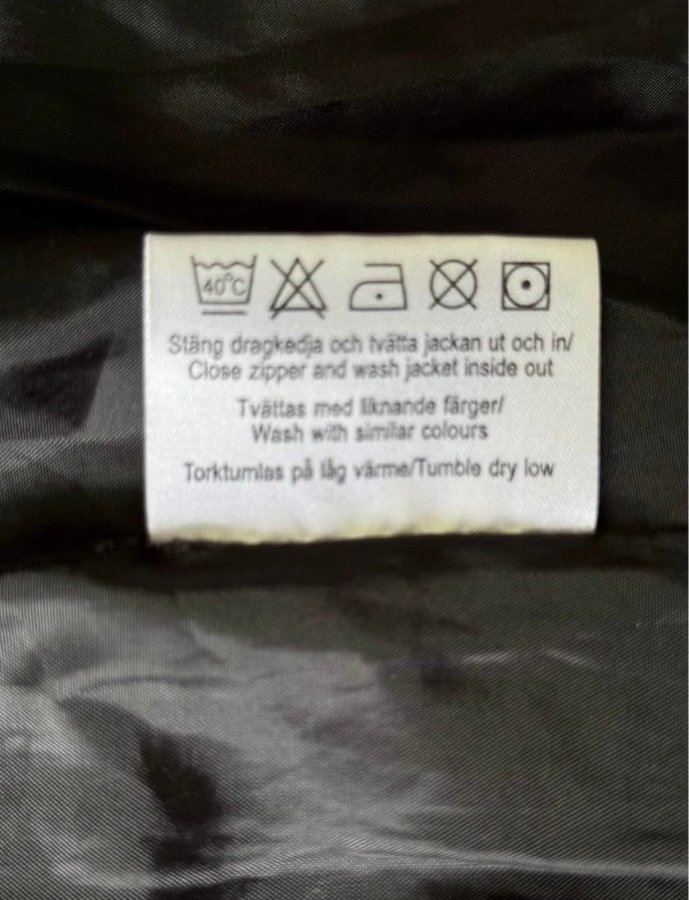 40°C
Stäng dragkedja och tvätta jackan ut och in/
Close zipper and wash jacket inside out
Tvättas med liknande färger/
Wash with similar colours
Torktumlas på låg värme/Tumble dry low